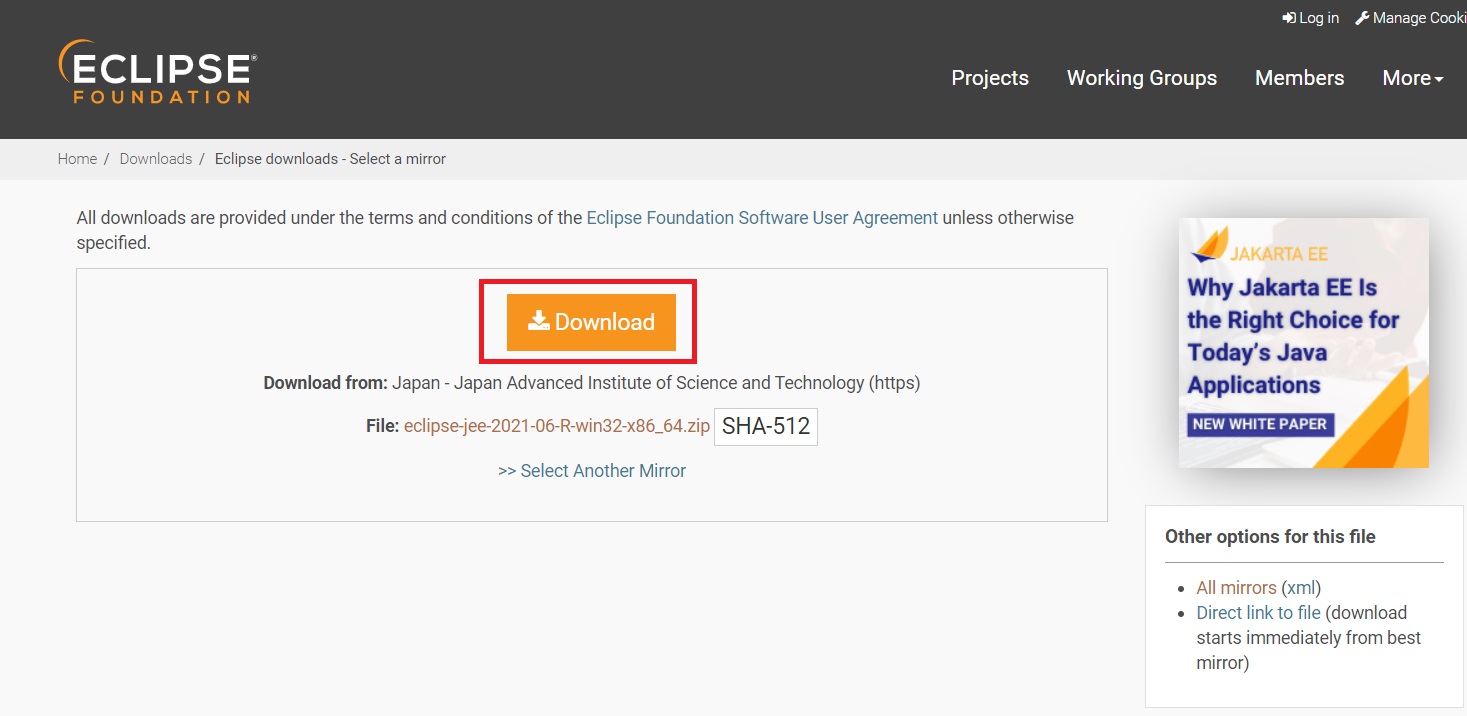 Log in Manage Cooki
ECLIPSE®
FOUNDATION
Projects Working Groups Members More
Home / Downloads / Eclipse downloads - Select a mirror
All downloads are provided under the terms and conditions of the Eclipse Foundation Software User Agreement unless otherwise
specified.
Download
Download from: Japan - Japan Advanced Institute of Science and Technology (https)
File: eclipse-jee-2021-06-R-win32-x86_64.zip SHA-512
>> Select Another Mirror
JAKARTA EE
Why Jakarta EE Is
the Right Choice for
Today's Java
Applications
NEW WHITE PAPER
Other options for this file
• All mirrors (xml)
• Direct link to file (download
starts immediately from best
mirror)